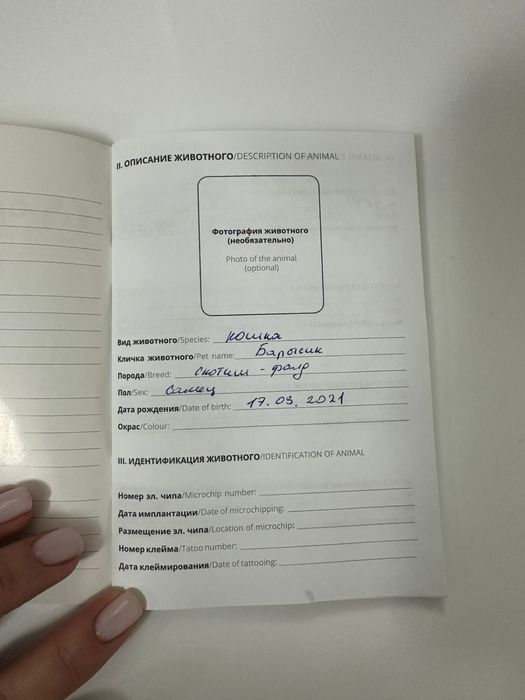 II. ОПИСАНИЕ ЖИВОТНОГО/DESCRIPTION OF ANIMAL
Фотография животного
(необязательно)
Photo of the animal
(optional)
Вид животного/Species: кошка
Кличка животного/Pet name: Барысик
Порода/Breed: скотиш - фолд
Пол/Sex: Самец
Дата рождения/Date of birth: 17.03.2021
Окрас/Colour:
III. ИДЕНТИФИКАЦИЯ ЖИВОТНОГО/IDENTIFICATION OF ANIMAL
Номер эл. чипа/Microchip number:
Дата имплантации/Date of microchipping:
Размещение эл. чипа/Location of microchip:
Номер клейма/Tatoo number:
Дата клеймирования/Date of tattooing: